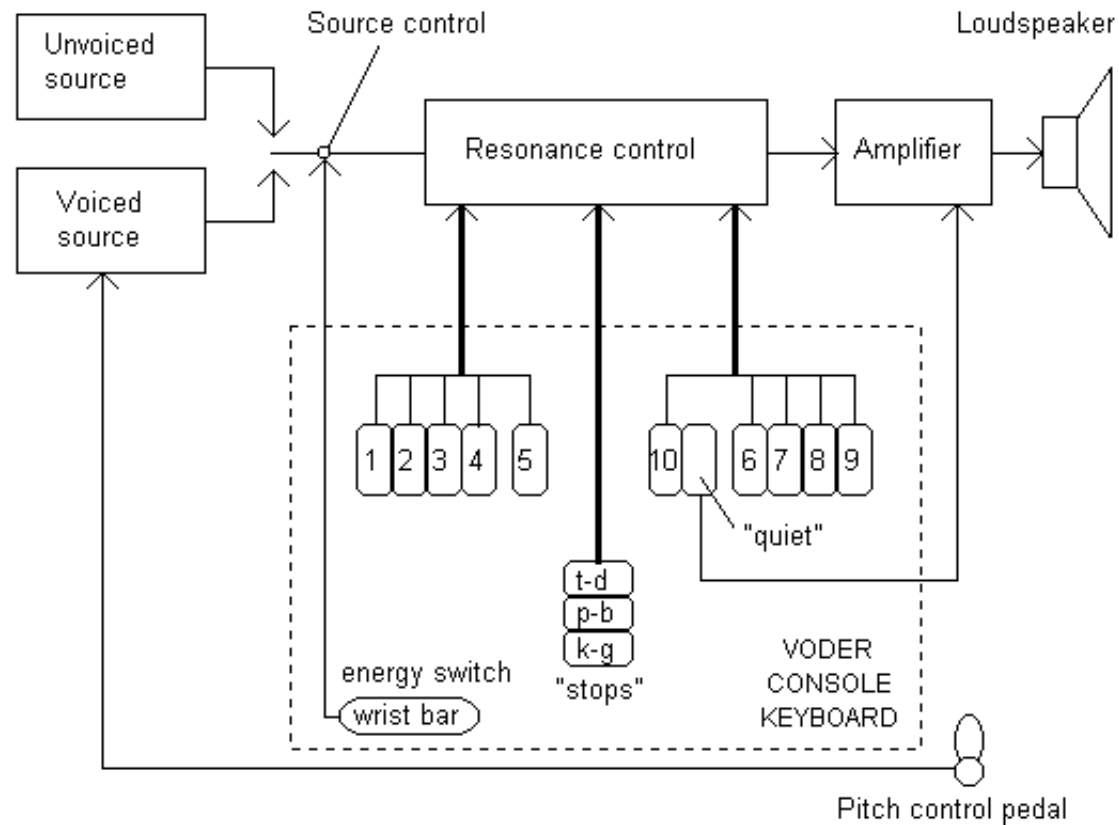 Unvoiced
source
Source control
Loudspeaker
Resonance control
Amplifier
Voiced
source
1 2 3 4 5
10 6 7 8 9
"quiet"
t-d
p-b
k-g
"stops"
energy switch
wrist bar
VODER
CONSOLE
KEYBOARD
Pitch control pedal